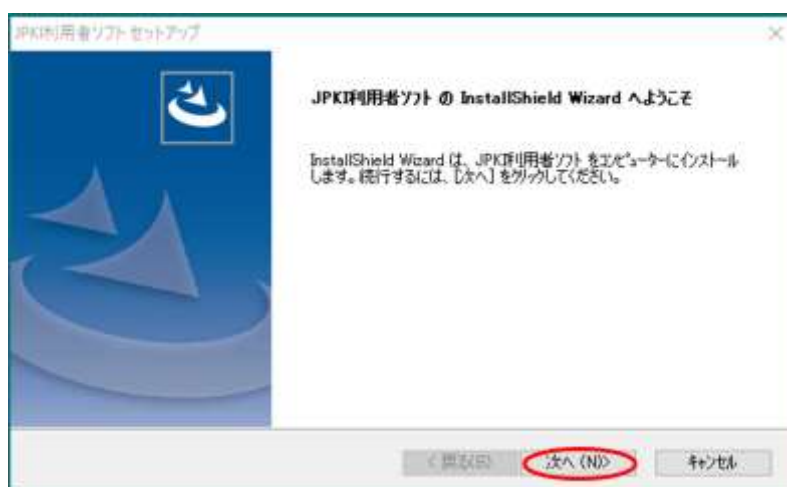 JPKI利用者ソフト セットアップ
JPKI利用者ソフト の InstallShield Wizard へようこそ
InstallShield Wizard は、JPKI利用者ソフト をコンピューターにインストール
します。続行するには、[次へ] をクリックしてください。
< 戻る(B)
次へ (N)>
キャンセル